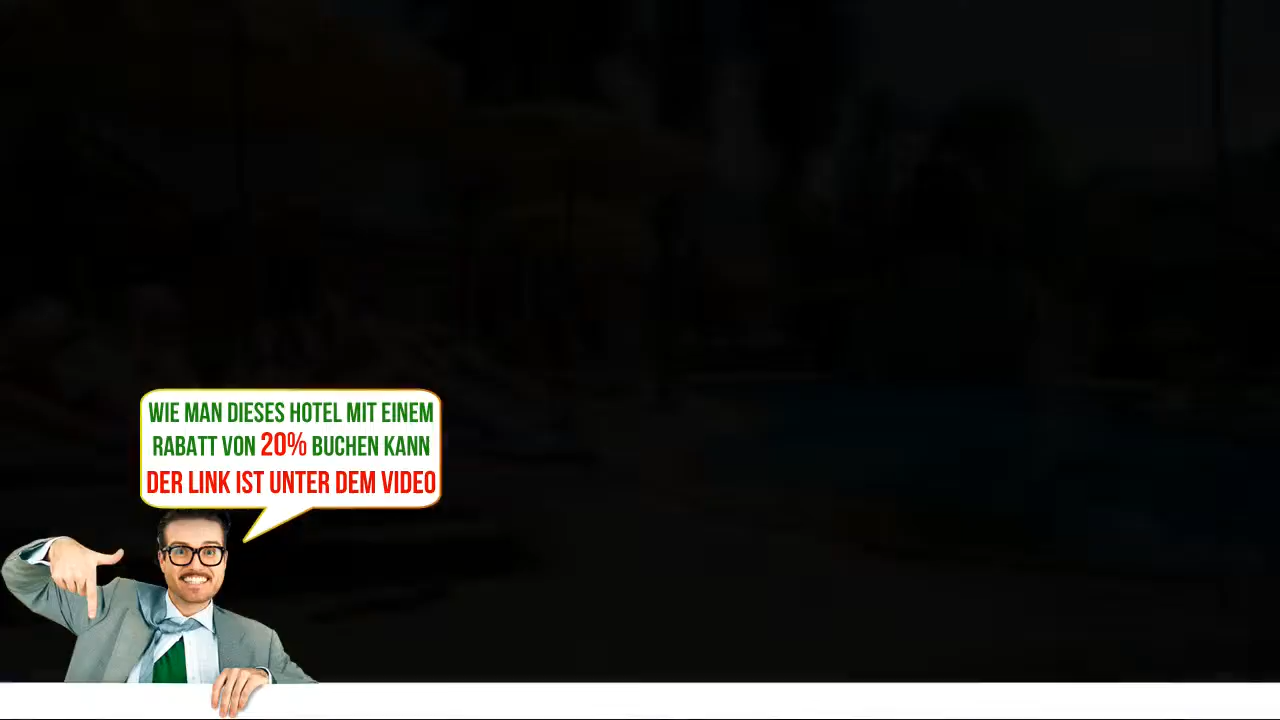 WIE MAN DIESES HOTEL MIT EINEM
RABATT VON 20% BUCHEN KANN
DER LINK IST UNTER DEM VIDEO